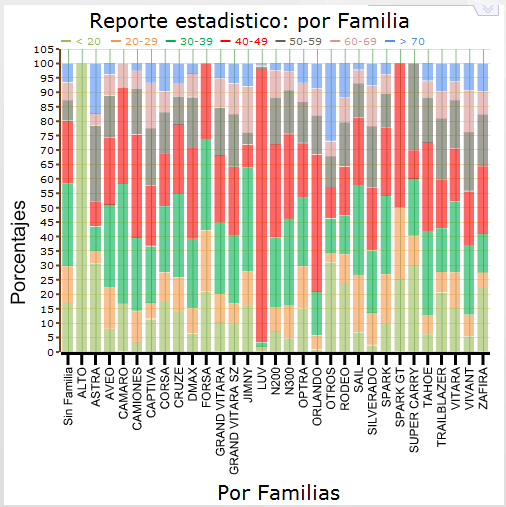 Reporte estadistico: por Familia
< 20 20-29 30-39 40-49 50-59 60-69 > 70
105
100
95
90
85
80
75
70
65
60
55
50
45
40
35
30
25
20
15
10
5
0
Porcentajes
Sin Familia
ALTO
ASTRA
AVEO
CAMARO
CAMIONES
CAPTIVA
CORSA
CRUZE
DMAX
FORSA
GRAND VITARA
GRAND VITARA SZ
JIMNY
LUV
N200
N300
OPTRA
ORLANDO
OTROS
RODEO
SAIL
SILVERADO
SPARK
SPARK GT
SUPER CARRY
TAHOE
TRAILBLAZER
VITARA
VIVANT
ZAFIRA
Por Familias